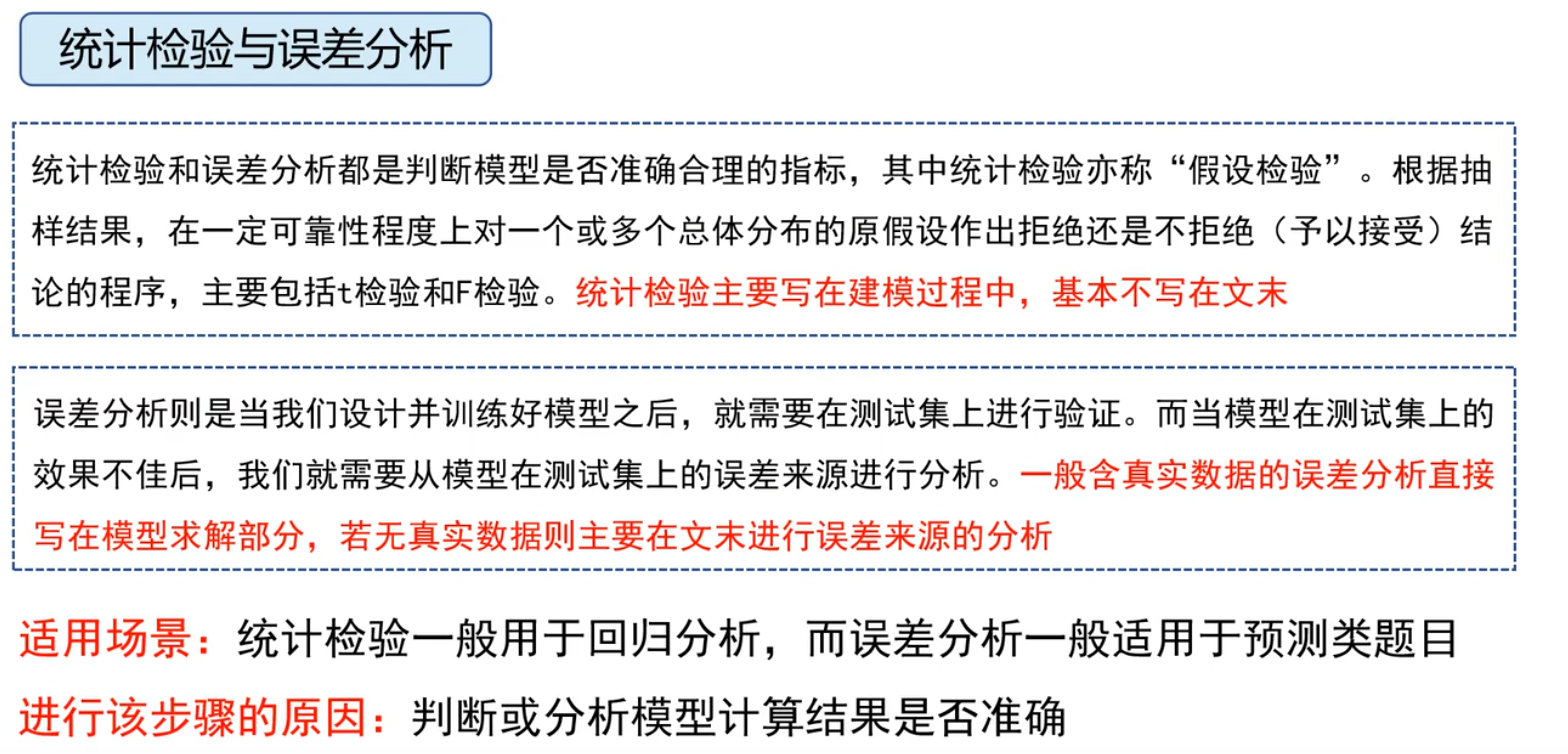 统计检验与误差分析
统计检验和误差分析都是判断模型是否准确合理的指标，其中统计检验亦称“假设检验”。根据抽
样结果，在一定可靠性程度上对一个或多个总体分布的原假设作出拒绝还是不拒绝（予以接受）结
论的程序，主要包括t检验和F检验。统计检验主要写在建模过程中，基本不写在文末
误差分析则是当我们设计并训练好模型之后，就需要在测试集上进行验证。而当模型在测试集上的
效果不佳后，我们就需要从模型在测试集上的误差来源进行分析。一般含真实数据的误差分析直接
写在模型求解部分，若无真实数据则主要在文末进行误差来源的分析
适用场景：统计检验一般用于回归分析，而误差分析一般适用于预测类题目
进行该步骤的原因：判断或分析模型计算结果是否准确